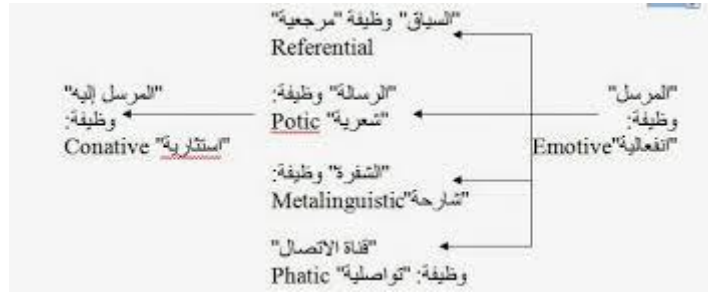 "السياق" وظيفة "مرجعية"
Referential
"المرسل"
وظيفة:
"انفعالية"Emotive
"الرسالة" وظيفة:
"شعرية" Potic
"المرسل إليه"
وظيفة:
"استثارية" Conative
"الشفرة" وظيفة:
"شارحة"Metalinguistic
"قناة الاتصال"
وظيفة: "تواصلية" Phatic